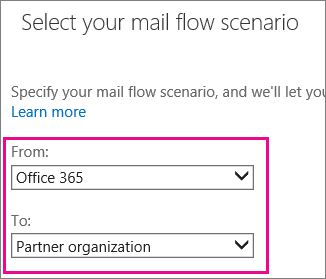 Select your mail flow scenario
Specify your mail flow scenario, and we'll let you
Learn more
From:
Office 365
To:
Partner organization